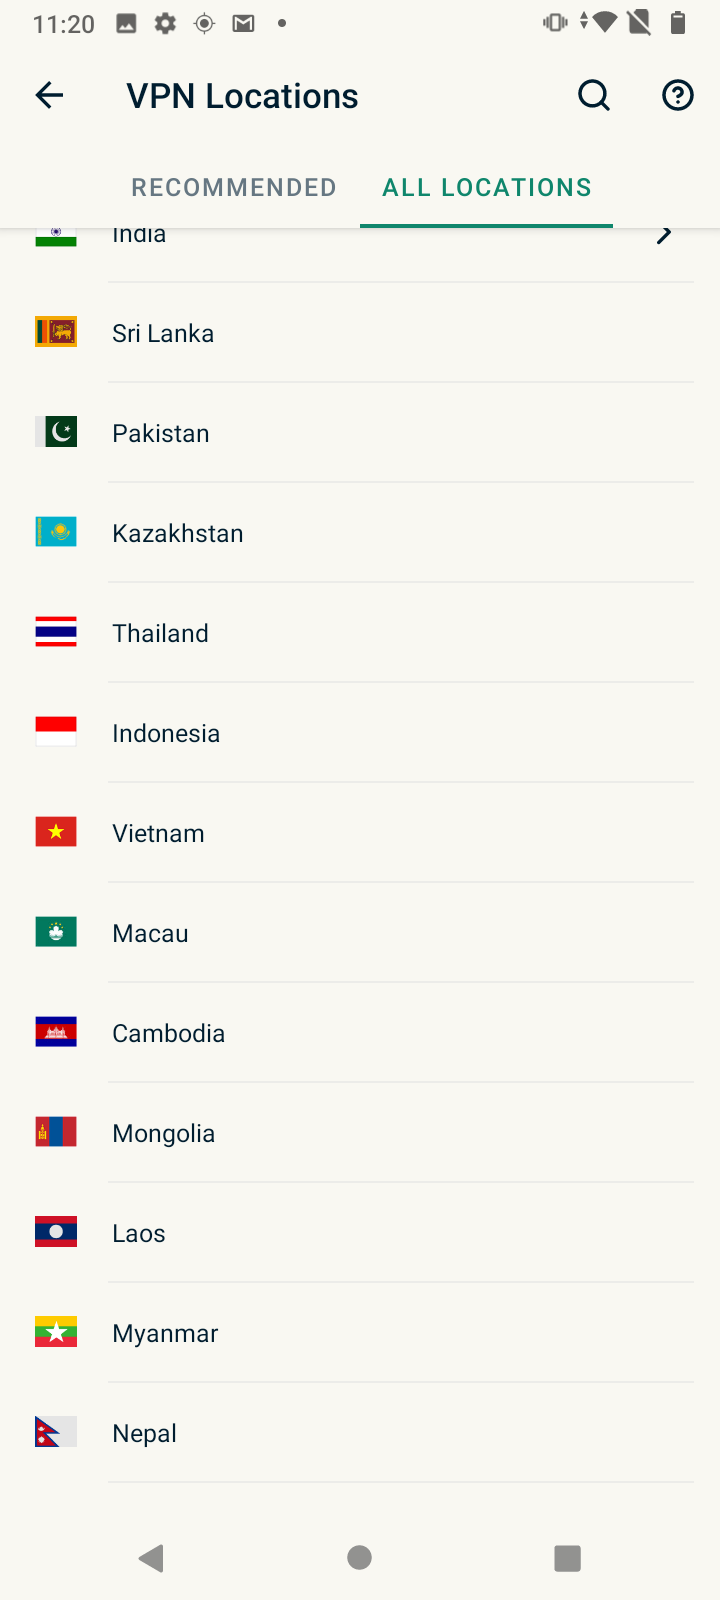 11:20
VPN Locations
RECOMMENDED
ALL LOCATIONS
India
Sri Lanka
Pakistan
Kazakhstan
Thailand
Indonesia
Vietnam
Macau
Cambodia
Mongolia
Laos
Myanmar
Nepal